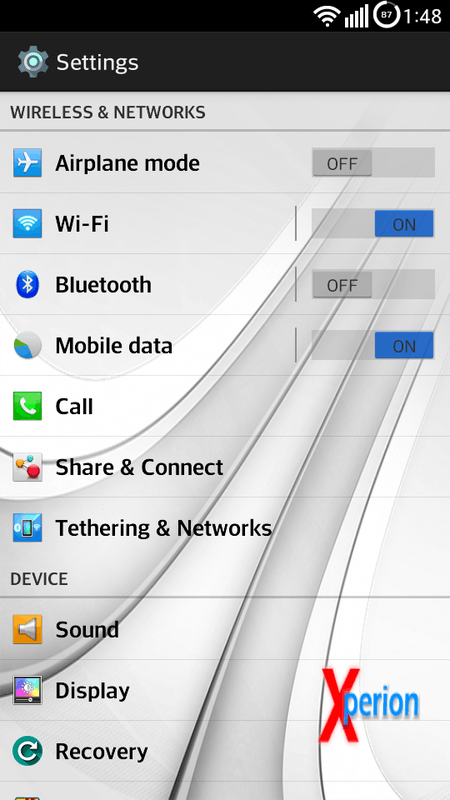 87 1:48
Settings
WIRELESS & NETWORKS
Airplane mode OFF
Wi-Fi ON
Bluetooth OFF
Mobile data ON
Call
Share & Connect
Tethering & Networks
DEVICE
Sound
Display
Xperion
Recovery